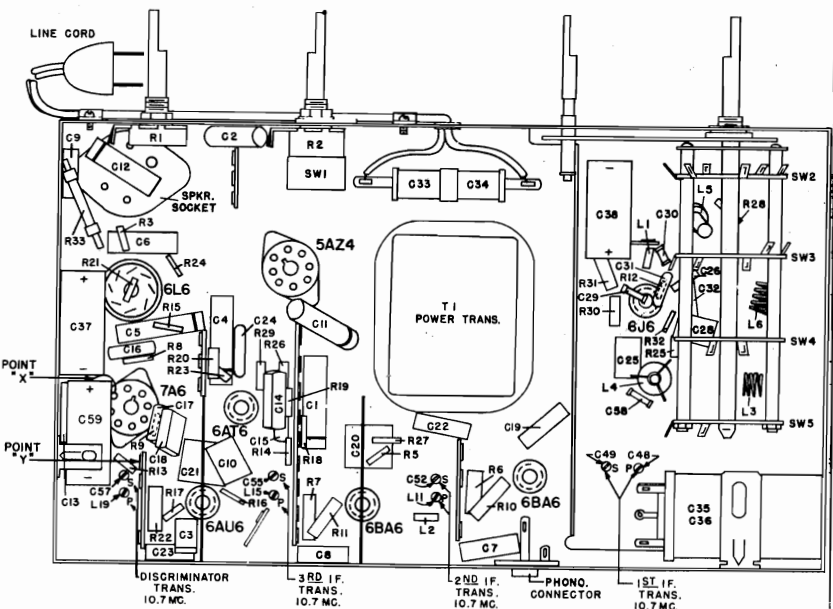 LINE CORD
C9
R1
C2
R2
SW1
C12
SPKR.
SOCKET
C33
C34
R33
R3
C6
R24
R21
6L6
5AZ4
C38
+
-
L1
C30
L5
R28
SW2
SW3
R31
C31
R12
C29
R30
6J6
C26
C32
C28
L6
R32
R25
C25
L4
C58
L3
SW4
SW5
T1
POWER TRANS.
C37
-
R15
C5
C4
C24
C11
C16
R8
R20
R23
R29
R26
POINT
"X"
+
C59
-
7A6
C17
6AT6
C14
R19
C1
R9
C18
C15
R14
R18
C22
C19
POINT
"Y"
R13
C21
C10
C20
R27
R5
C13
C57
S
L19
P
R17
R22
C3
C23
6AU6
C55
S
L15
P
R16
R7
R11
C8
6BA6
C52
S
L11
P
L2
R6
R10
6BA6
C7
C49
S
C48
P
C35
C36
DISCRIMINATOR
TRANS.
10.7 MC.
3RD I F.
TRANS.
10.7 MC.
2ND I F.
TRANS.
10.7 MC.
PHONO.
CONNECTOR
1ST I F.
TRANS.
10.7 MC.